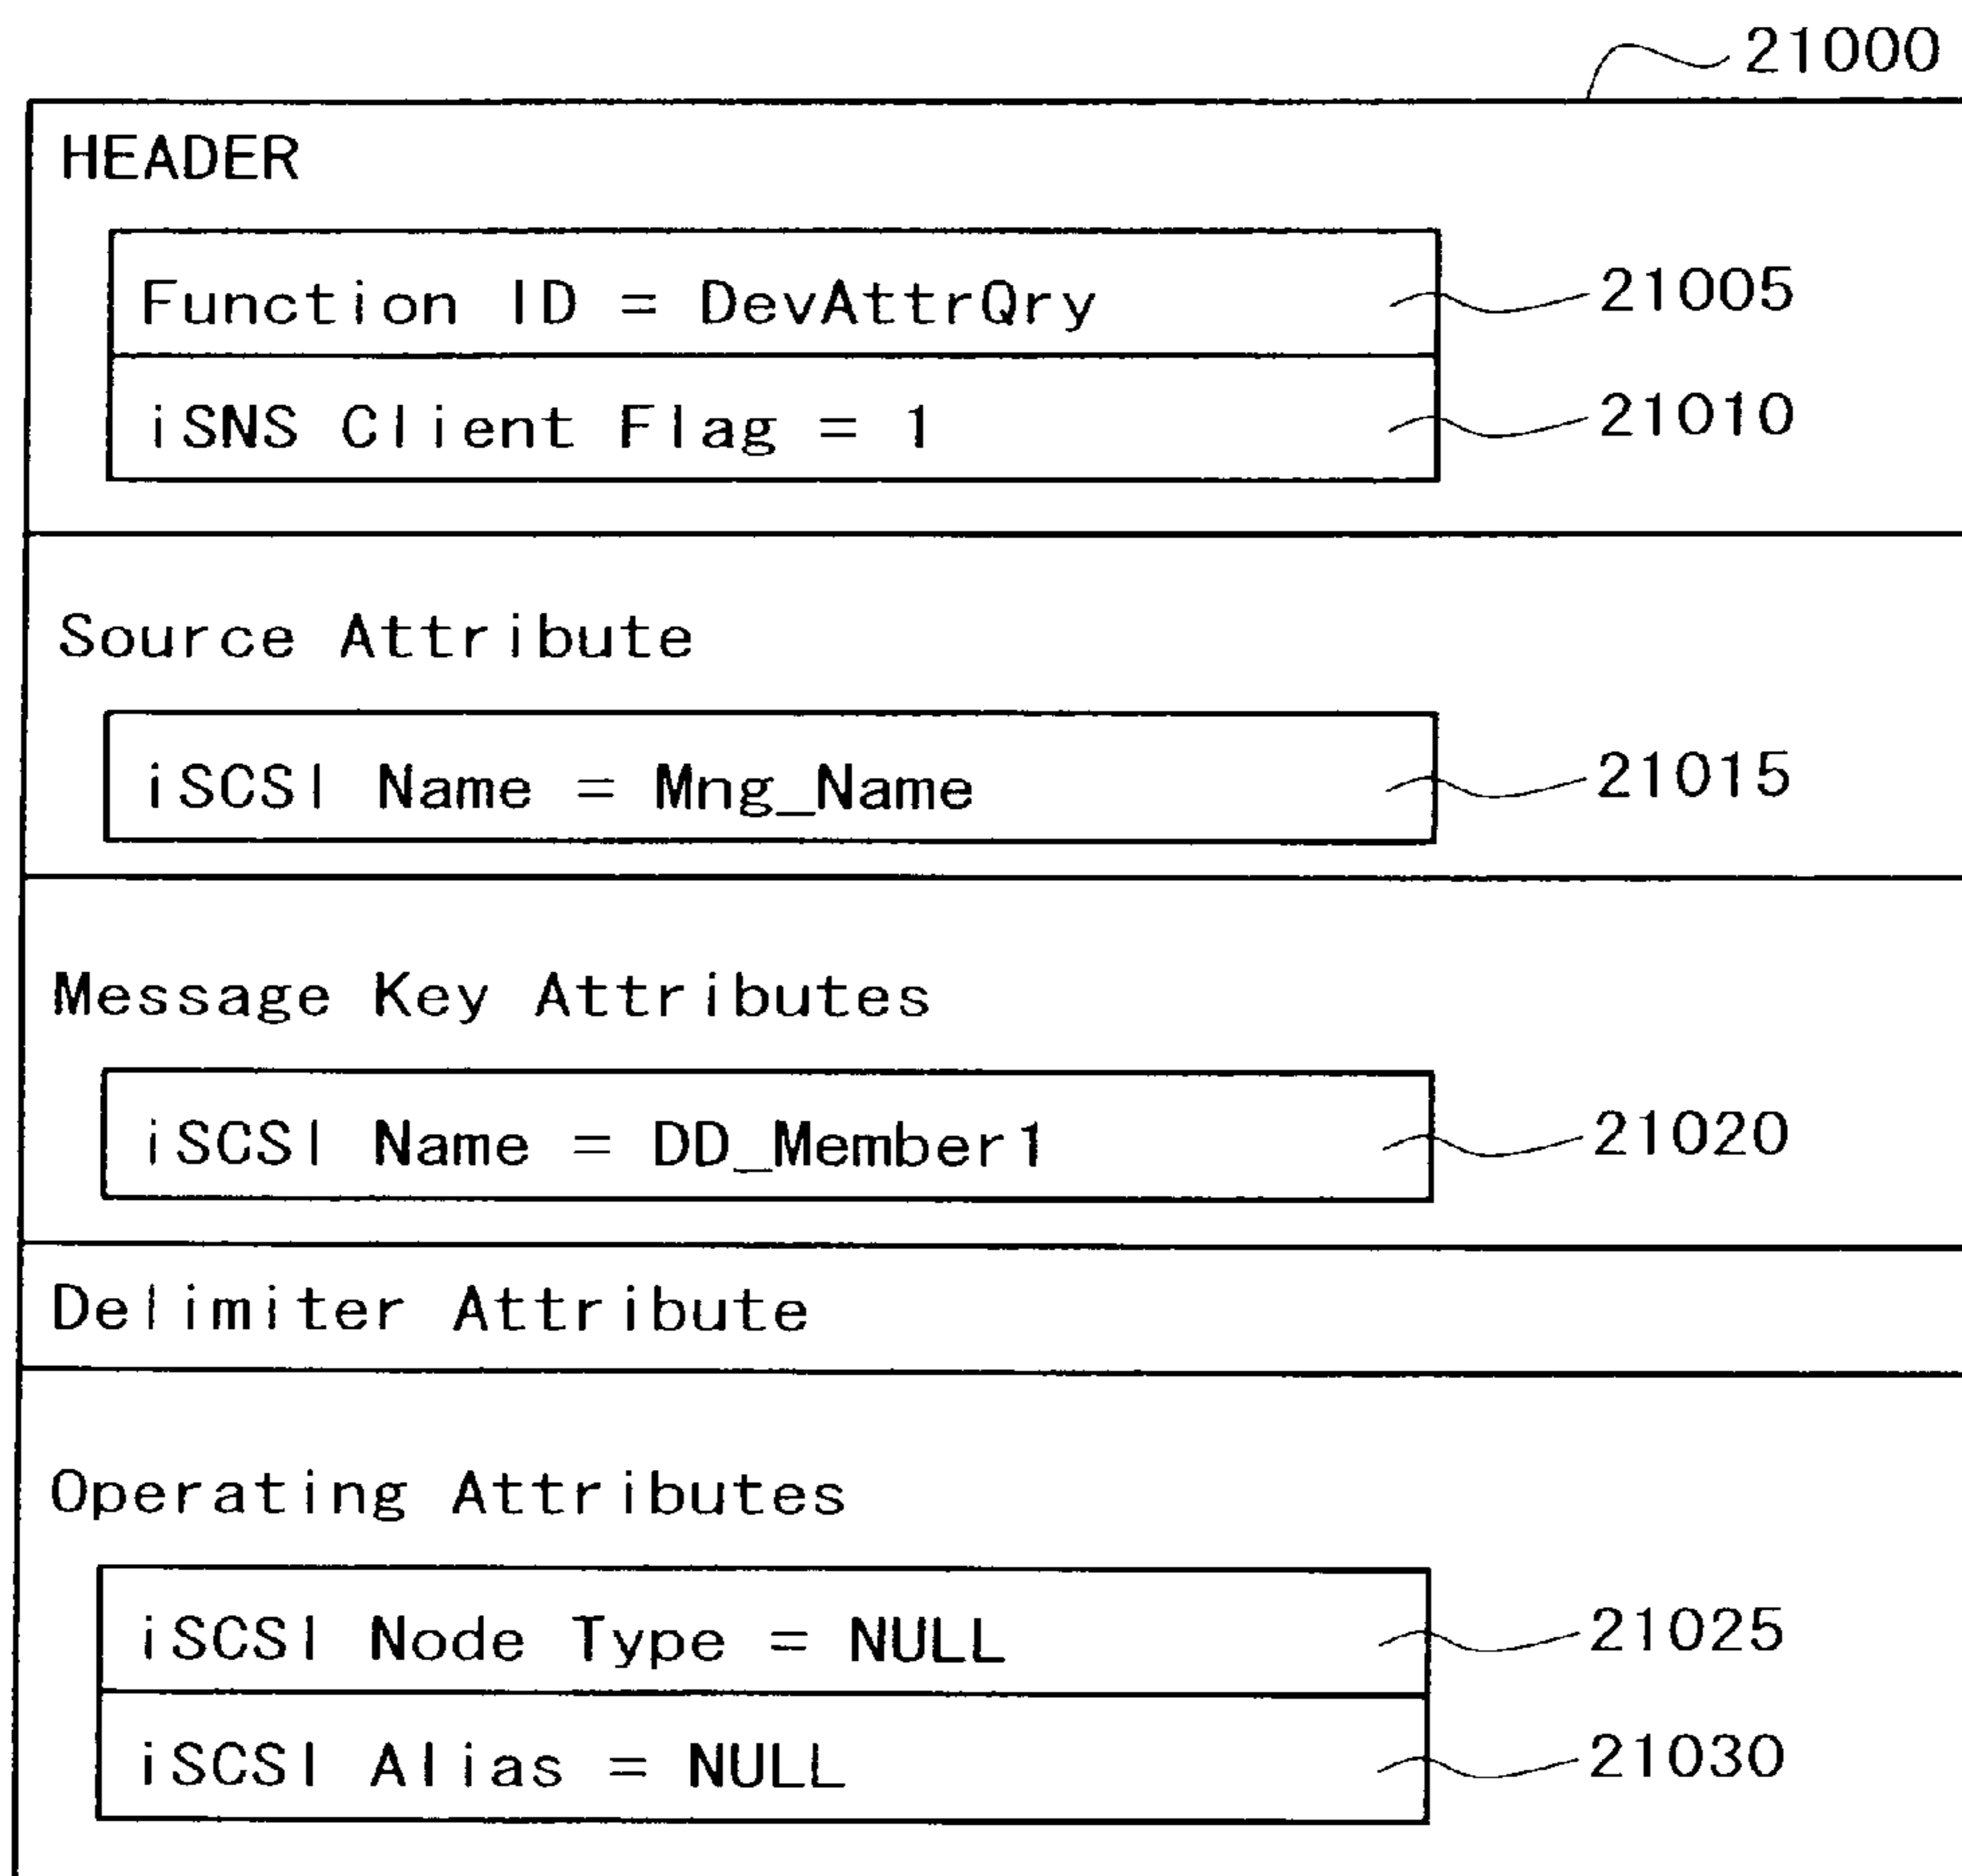 21000
HEADER
Function ID = DevAttrQry 21005
iSNS Client Flag = 1 21010
Source Attribute
iSCSI Name = Mng_Name 21015
Message Key Attributes
iSCSI Name = DD_Member1 21020
Delimiter Attribute
Operating Attributes
iSCSI Node Type = NULL 21025
iSCSI Alias = NULL 21030